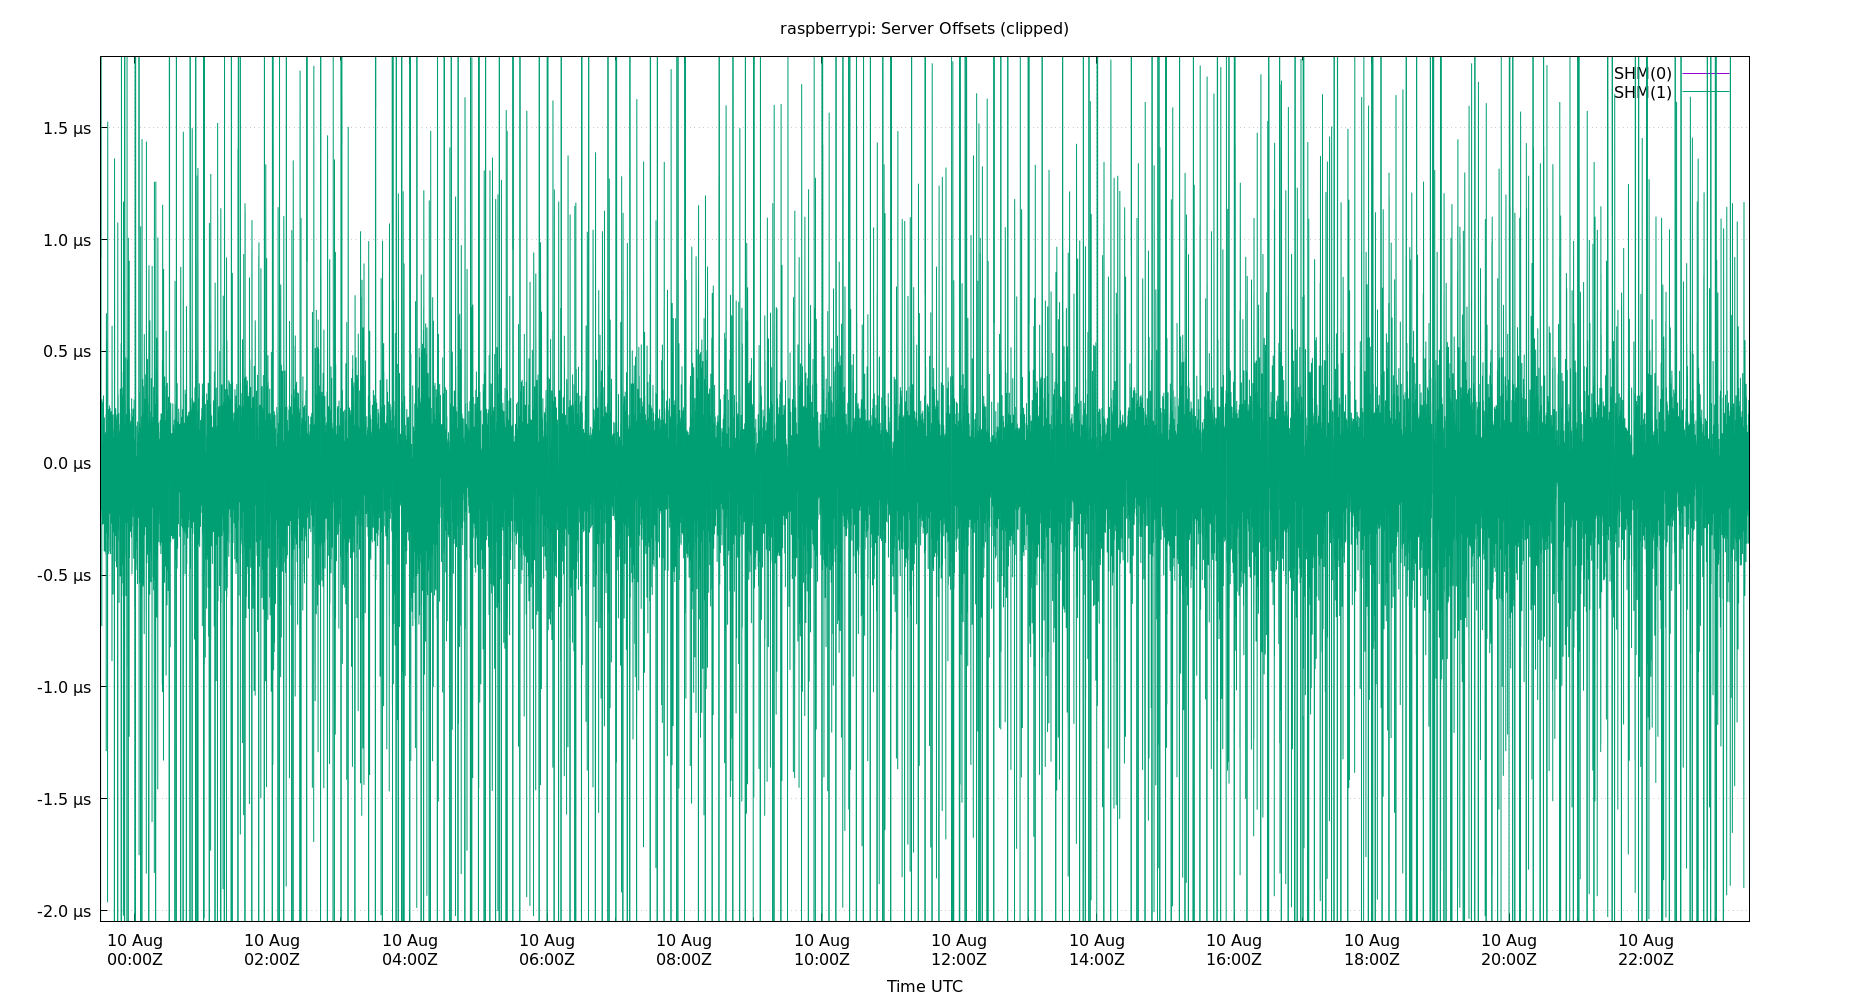 raspberrypi: Server Offsets (clipped)
SHM(0)
SHM(1)
1.5 µs
1.0 µs
0.5 µs
0.0 µs
-0.5 µs
-1.0 µs
-1.5 µs
-2.0 µs
10 Aug 10 Aug 10 Aug 10 Aug 10 Aug 10 Aug 10 Aug 10 Aug 10 Aug 10 Aug 10 Aug 10 Aug
00:00Z 02:00Z 04:00Z 06:00Z 08:00Z 10:00Z 12:00Z 14:00Z 16:00Z 18:00Z 20:00Z 22:00Z
Time UTC